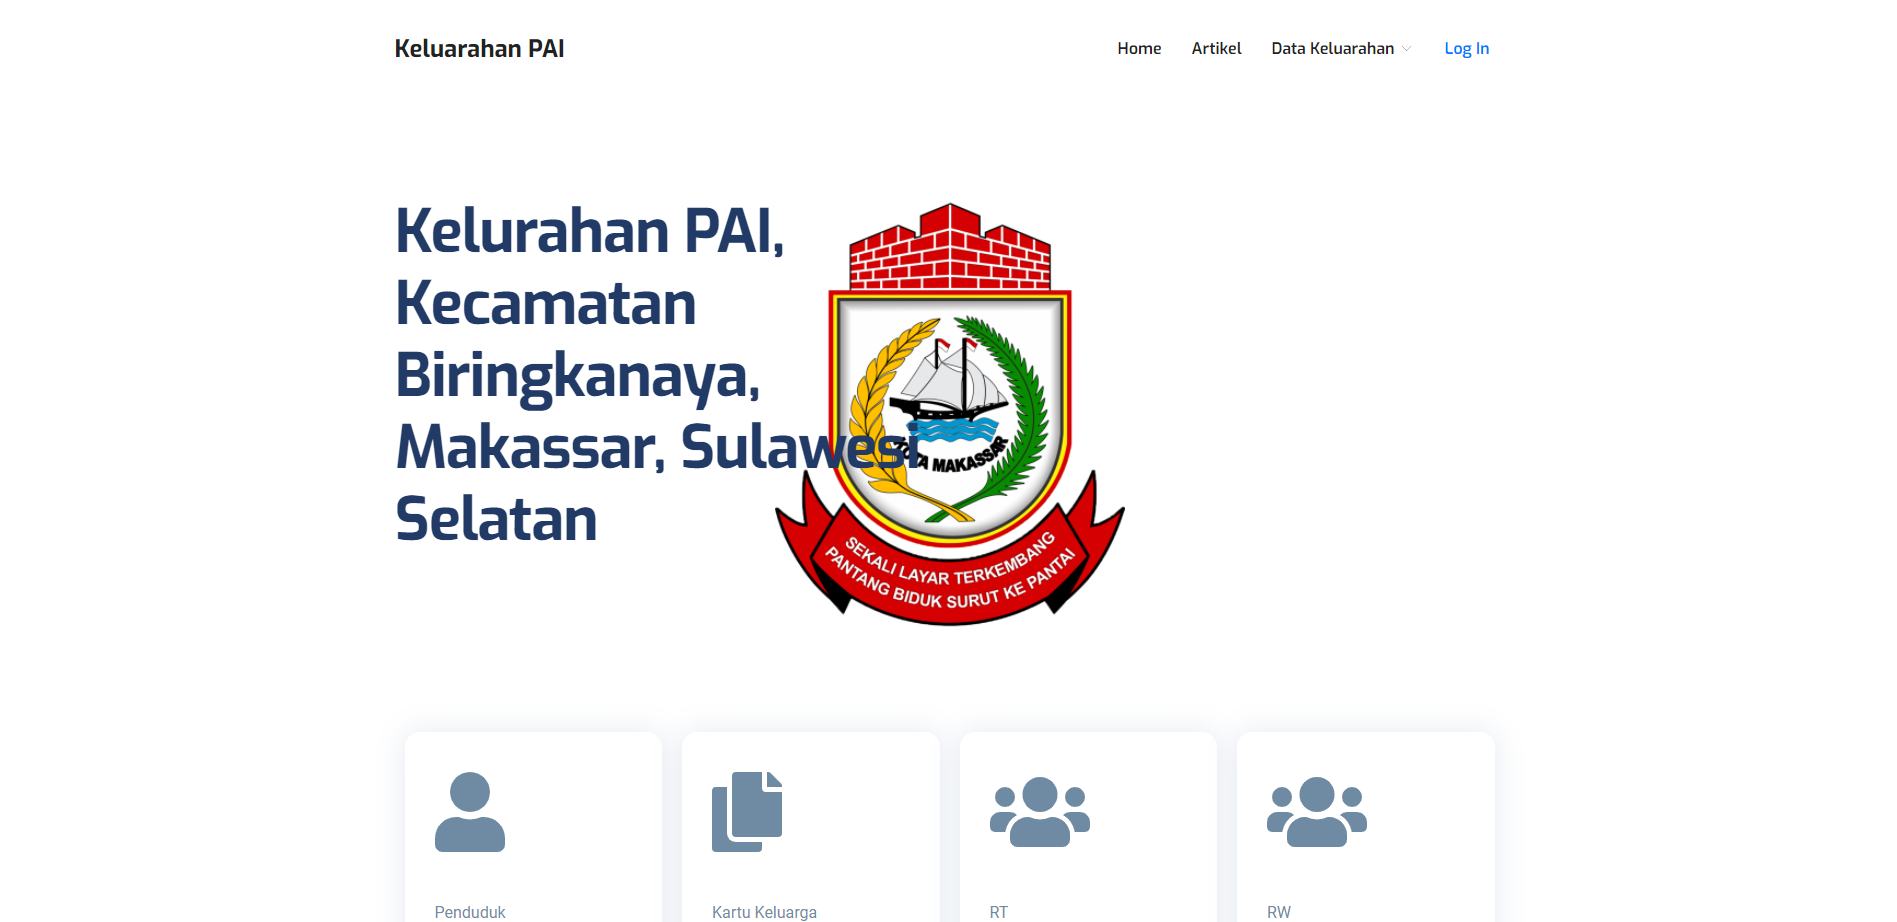 Keluarahan PAI
Home
Artikel
Data Keluarahan
Log In
Kelurahan PAI,
Kecamatan
Biringkanaya,
Makassar, Sulawesi
Selatan
KOTA MAKASSAR
SEKALI LAYAR TERKEMBANG
PANTANG BIDUK SURUT KE PANTAI
Penduduk
Kartu Keluarga
RT
RW